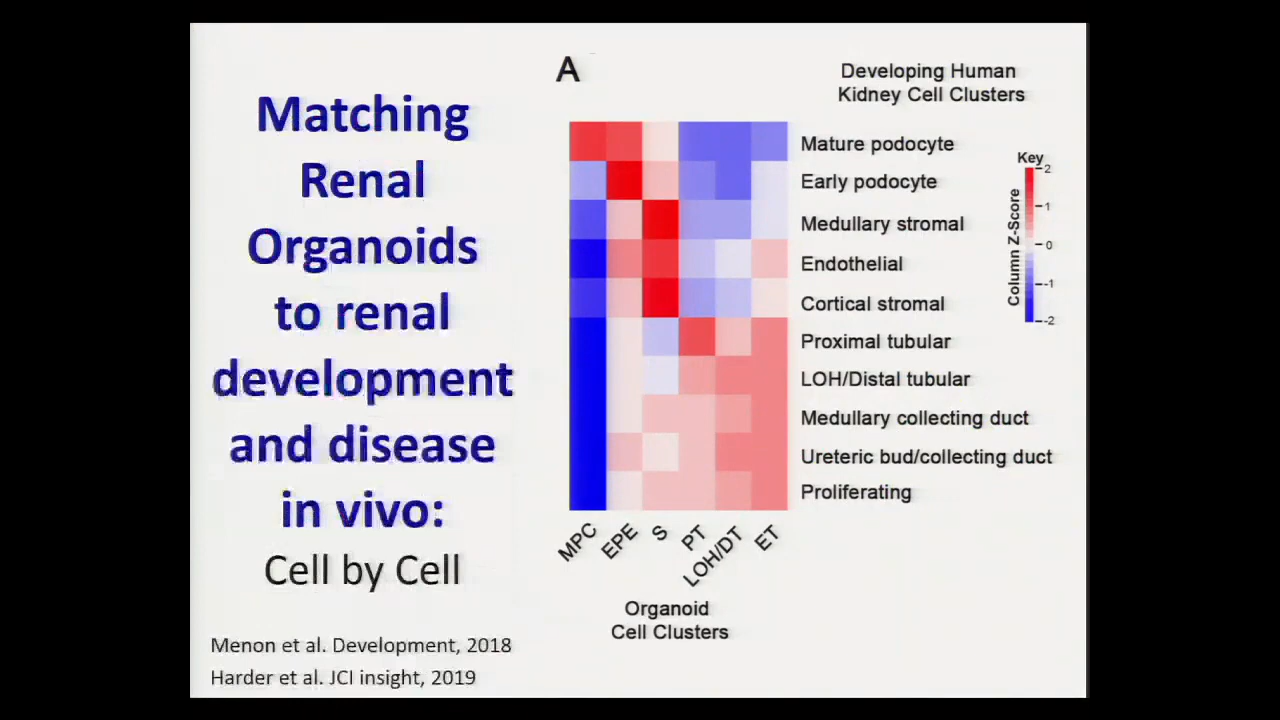 Matching
Renal
Organoids
to renal
development
and disease
in vivo:
Cell by Cell
Menon et al. Development, 2018
Harder et al. JCI insight, 2019
A
Developing Human
Kidney Cell Clusters
Mature podocyte
Early podocyte
Medullary stromal
Endothelial
Cortical stromal
Proximal tubular
LOH/Distal tubular
Medullary collecting duct
Ureteric bud/collecting duct
Proliferating
Key
2
1
0
-1
-2
Column Z-Score
MPC
EPE
S
PT
LOH/DT
ET
Organoid
Cell Clusters